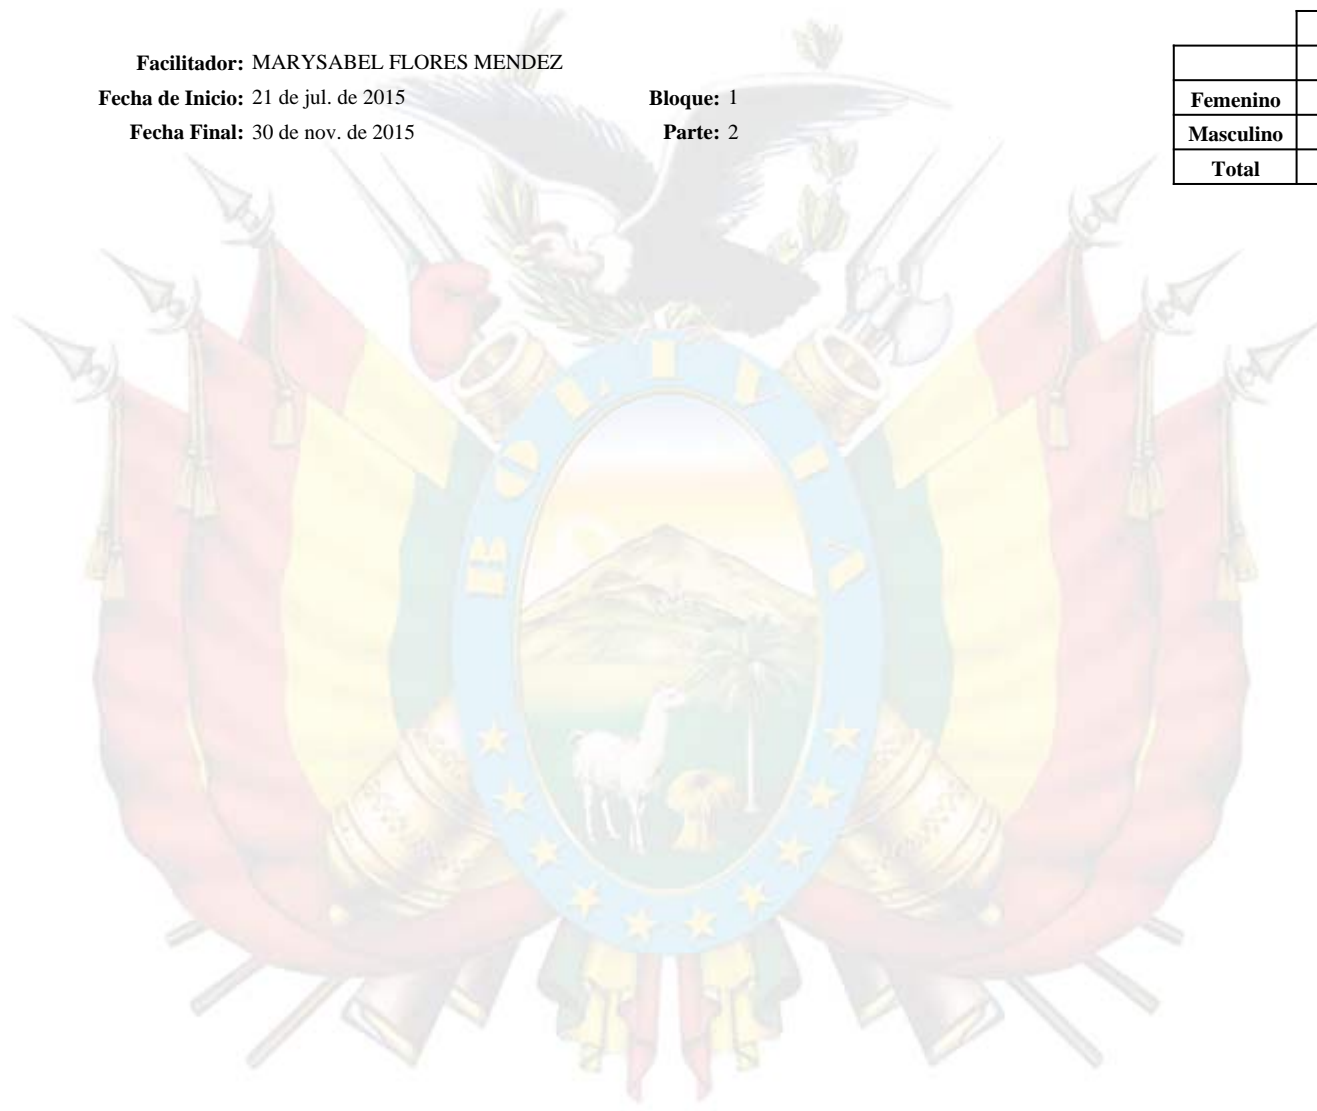 Facilitador: MARYSABEL FLORES MENDEZ
Fecha de Inicio: 21 de jul. de 2015 Bloque: 1
Fecha Final: 30 de nov. de 2015 Parte: 2
Femenino
Masculino
Total
BOLIVIA